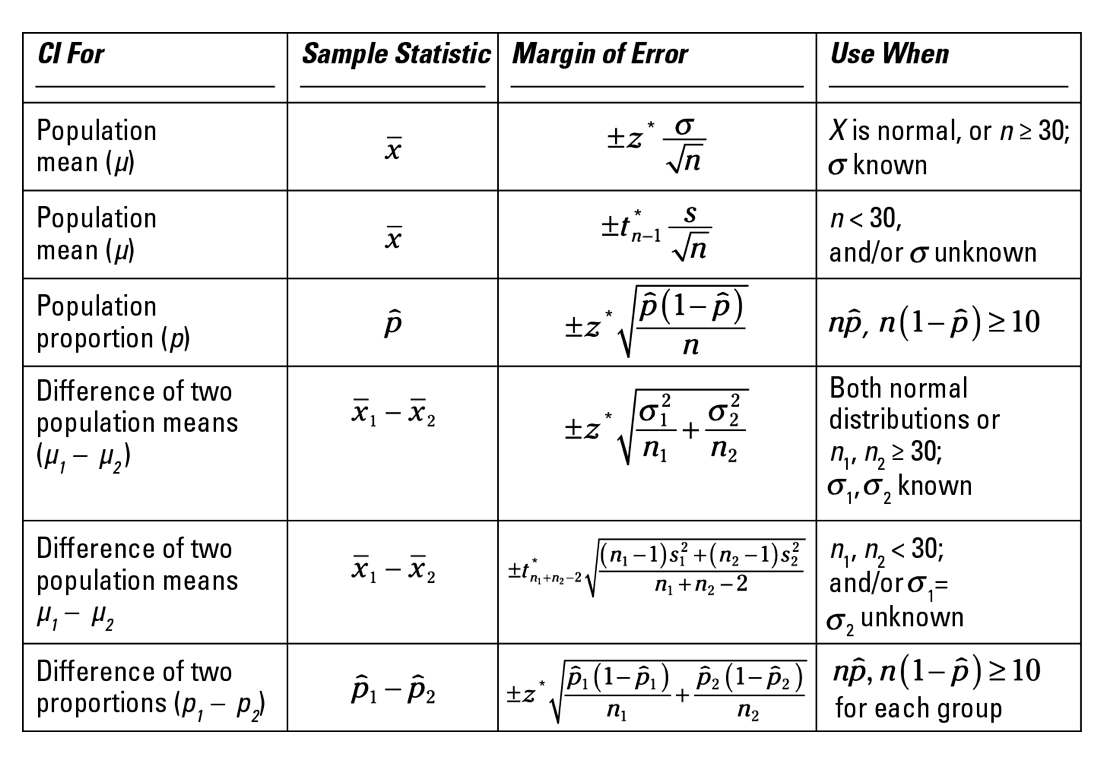 CI For Sample Statistic Margin of Error Use When
Population mean (μ) x̄ ±z* σ/√n X is normal, or n ≥ 30; σ known
Population mean (μ) x̄ ±t*ₙ₋₁ s/√n n < 30, and/or σ unknown
Population proportion (p) p̂ ±z* √(p̂(1−p̂)/n) np̂, n(1−p̂) ≥ 10
Difference of two population means (μ₁ − μ₂) x̄₁ − x̄₂ ±z* √(σ₁²/n₁ + σ₂²/n₂) Both normal distributions or n₁, n₂ ≥ 30; σ₁, σ₂ known
Difference of two population means μ₁ − μ₂ x̄₁ − x̄₂ ±t*ₙ₁₊ₙ₂₋₂ √(((n₁−1)s₁²+(n₂−1)s₂²)/(n₁+n₂−2)) n₁, n₂ < 30; and/or σ₁= σ₂ unknown
Difference of two proportions (p₁ − p₂) p̂₁ − p̂₂ ±z* √(p̂₁(1−p̂₁)/n₁ + p̂₂(1−p̂₂)/n₂) np̂, n(1−p̂) ≥ 10 for each group